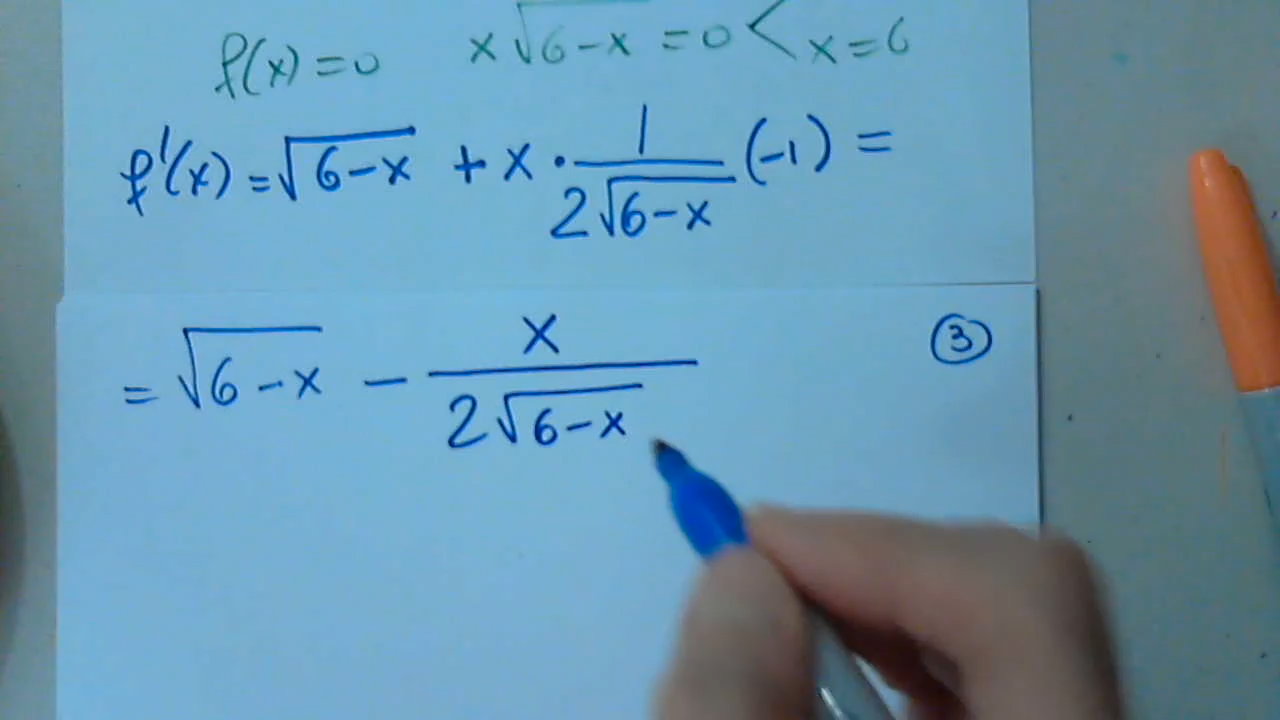 f(x)=0 x√(6-x) =0 < x=6
f'(x)=√(6-x) + x · 1/(2√(6-x)) (-1) =
= √(6-x) - x/(2√(6-x)) ③